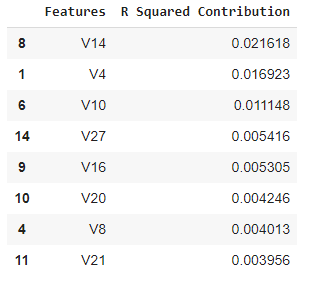 Features R Squared Contribution
8 V14 0.021618
1 V4 0.016923
6 V10 0.011148
14 V27 0.005416
9 V16 0.005305
10 V20 0.004246
4 V8 0.004013
11 V21 0.003956